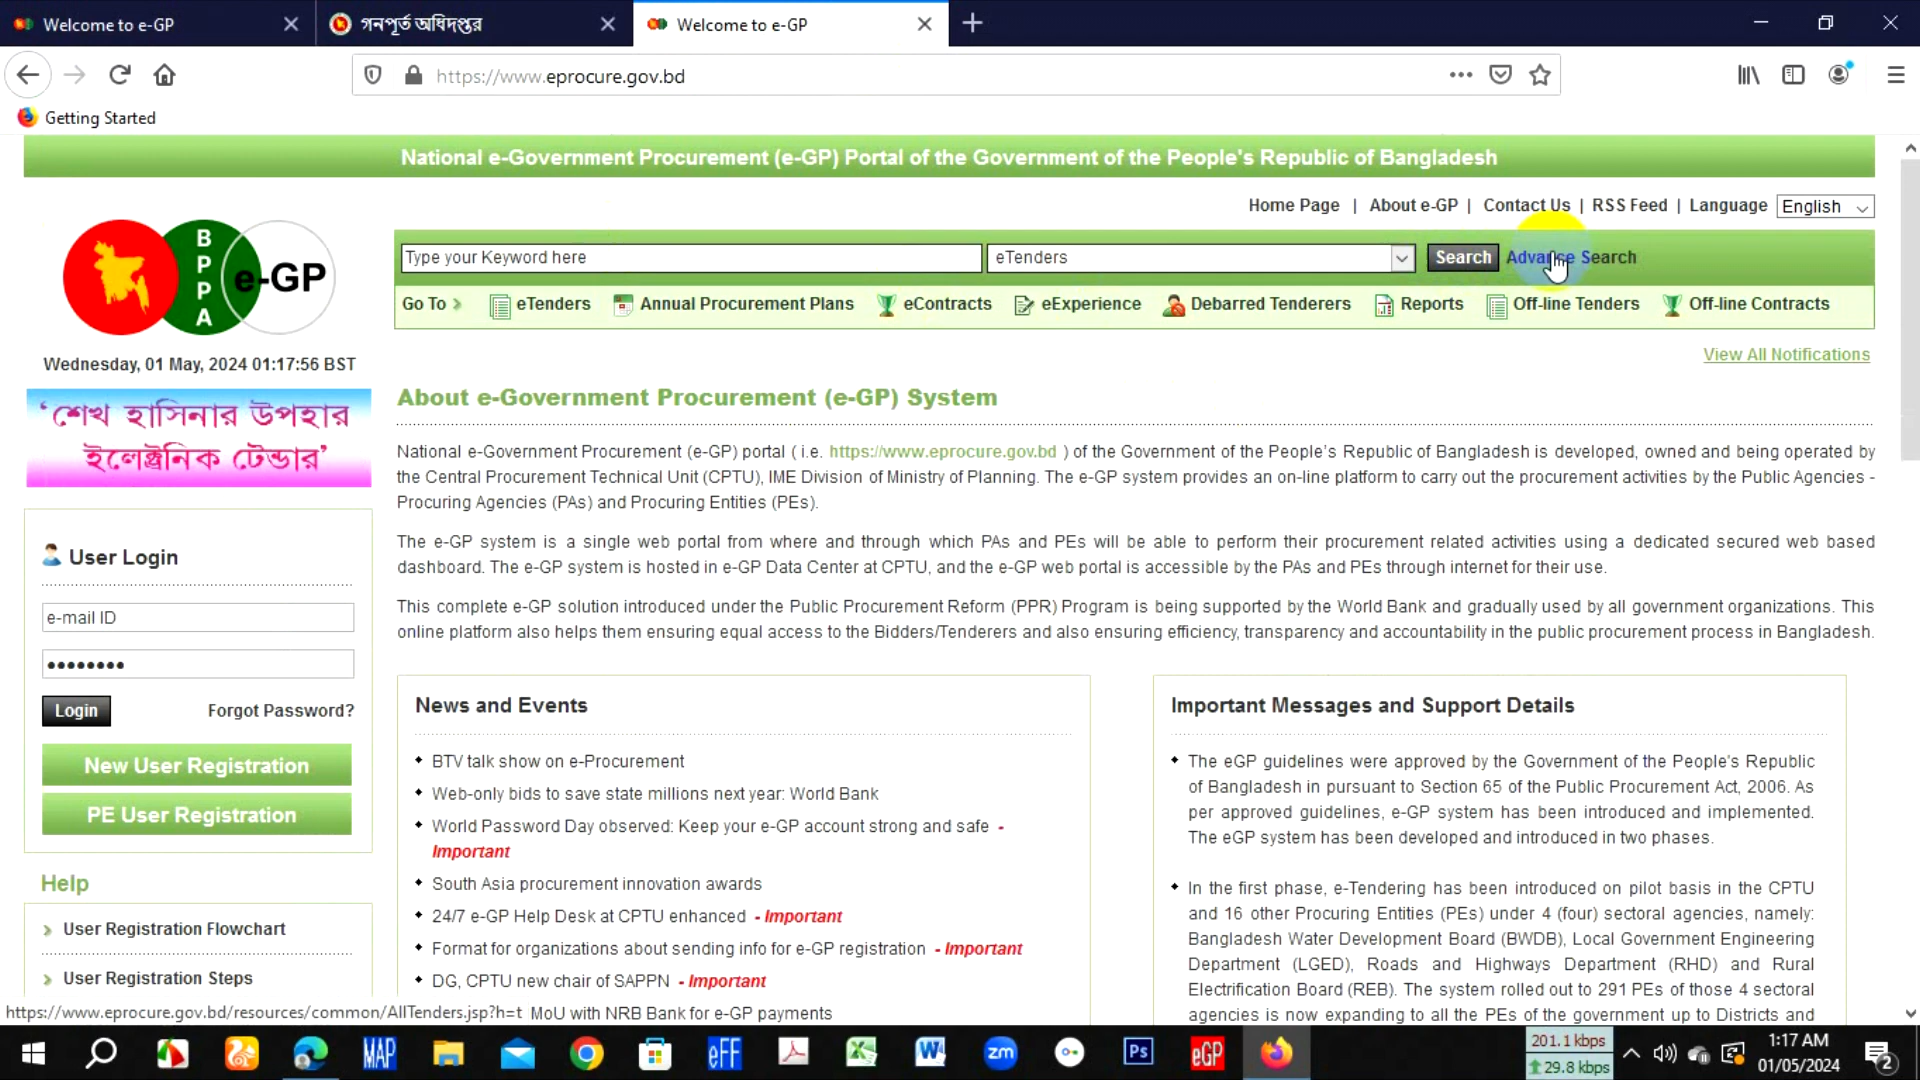 Welcome to e-GP
গনপূর্ত অধিদপ্তর
Welcome to e-GP
https://www.eprocure.gov.bd
Getting Started
National e-Government Procurement (e-GP) Portal of the Government of the People's Republic of Bangladesh
Home Page | About e-GP | Contact Us | RSS Feed | Language English
BPPA
e-GP
Type your Keyword here
eTenders
Search
Advance Search
Go To
eTenders
Annual Procurement Plans
eContracts
eExperience
Debarred Tenderers
Reports
Off-line Tenders
Off-line Contracts
Wednesday, 01 May, 2024 01:17:56 BST
View All Notifications
‘শেখ হাসিনার উপহার
ইলেক্ট্রনিক টেন্ডার’
User Login
e-mail ID
Login
Forgot Password?
New User Registration
PE User Registration
Help
User Registration Flowchart
User Registration Steps
About e-Government Procurement (e-GP) System
National e-Government Procurement (e-GP) portal ( i.e. https://www.eprocure.gov.bd ) of the Government of the People’s Republic of Bangladesh is developed, owned and being operated by
the Central Procurement Technical Unit (CPTU), IME Division of Ministry of Planning. The e-GP system provides an on-line platform to carry out the procurement activities by the Public Agencies -
Procuring Agencies (PAs) and Procuring Entities (PEs).
The e-GP system is a single web portal from where and through which PAs and PEs will be able to perform their procurement related activities using a dedicated secured web based
dashboard. The e-GP system is hosted in e-GP Data Center at CPTU, and the e-GP web portal is accessible by the PAs and PEs through internet for their use.
This complete e-GP solution introduced under the Public Procurement Reform (PPR) Program is being supported by the World Bank and gradually used by all government organizations. This
online platform also helps them ensuring equal access to the Bidders/Tenderers and also ensuring efficiency, transparency and accountability in the public procurement process in Bangladesh.
News and Events
BTV talk show on e-Procurement
Web-only bids to save state millions next year: World Bank
World Password Day observed: Keep your e-GP account strong and safe -
Important
South Asia procurement innovation awards
24/7 e-GP Help Desk at CPTU enhanced - Important
Format for organizations about sending info for e-GP registration - Important
DG, CPTU new chair of SAPPN - Important
MoU with NRB Bank for e-GP payments
Important Messages and Support Details
The eGP guidelines were approved by the Government of the People's Republic
of Bangladesh in pursuant to Section 65 of the Public Procurement Act, 2006. As
per approved guidelines, e-GP system has been introduced and implemented.
The eGP system has been developed and introduced in two phases.
In the first phase, e-Tendering has been introduced on pilot basis in the CPTU
and 16 other Procuring Entities (PEs) under 4 (four) sectoral agencies, namely:
Bangladesh Water Development Board (BWDB), Local Government Engineering
Department (LGED), Roads and Highways Department (RHD) and Rural
Electrification Board (REB). The system rolled out to 291 PEs of those 4 sectoral
agencies is now expanding to all the PEs of the government up to Districts and
https://www.eprocure.gov.bd/resources/common/AllTenders.jsp?h=t
MAP
eFF
zm
Ps
eGP
201.1 kbps
29.8 kbps
1:17 AM
01/05/2024
2